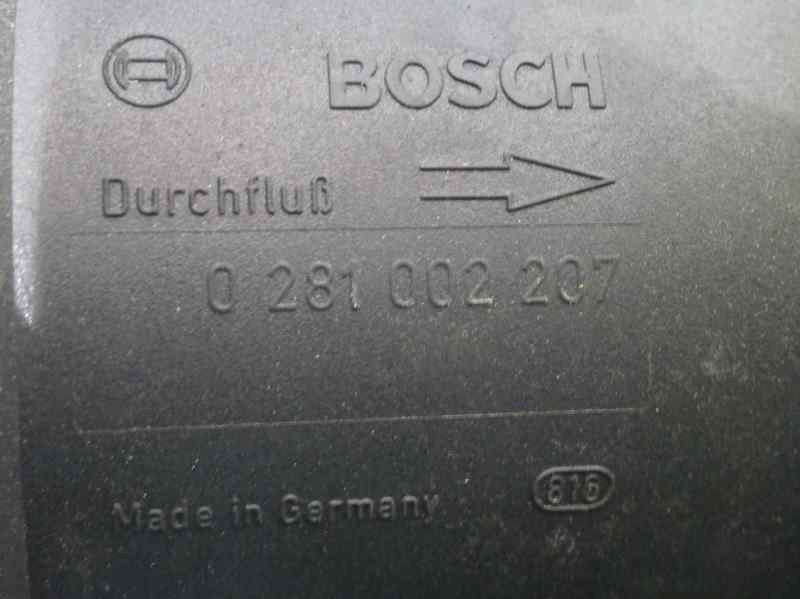 BOSCH
Durchfluß
0 281 002 207
Made in Germany 816